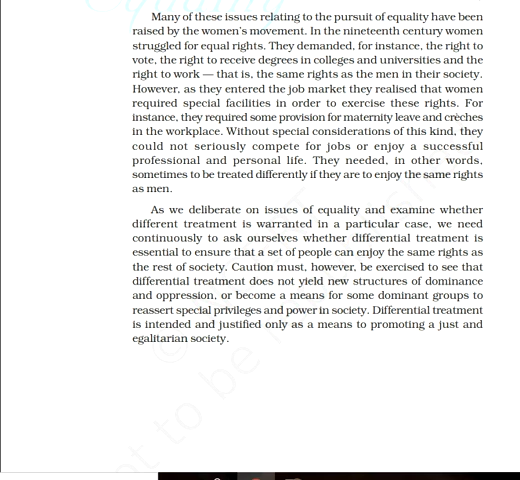 Equality
Many of these issues relating to the pursuit of equality have been
raised by the women's movement. In the nineteenth century women
struggled for equal rights. They demanded, for instance, the right to
vote, the right to receive degrees in colleges and universities and the
right to work — that is, the same rights as the men in their society.
However, as they entered the job market they realised that women
required special facilities in order to exercise these rights. For
instance, they required some provision for maternity leave and crèches
in the workplace. Without special considerations of this kind, they
could not seriously compete for jobs or enjoy a successful
professional and personal life. They needed, in other words,
sometimes to be treated differently if they are to enjoy the same rights
as men.
As we deliberate on issues of equality and examine whether
different treatment is warranted in a particular case, we need
continuously to ask ourselves whether differential treatment is
essential to ensure that a set of people can enjoy the same rights as
the rest of society. Caution must, however, be exercised to see that
differential treatment does not yield new structures of dominance
and oppression, or become a means for some dominant groups to
reassert special privileges and power in society. Differential treatment
is intended and justified only as a means to promoting a just and
egalitarian society.